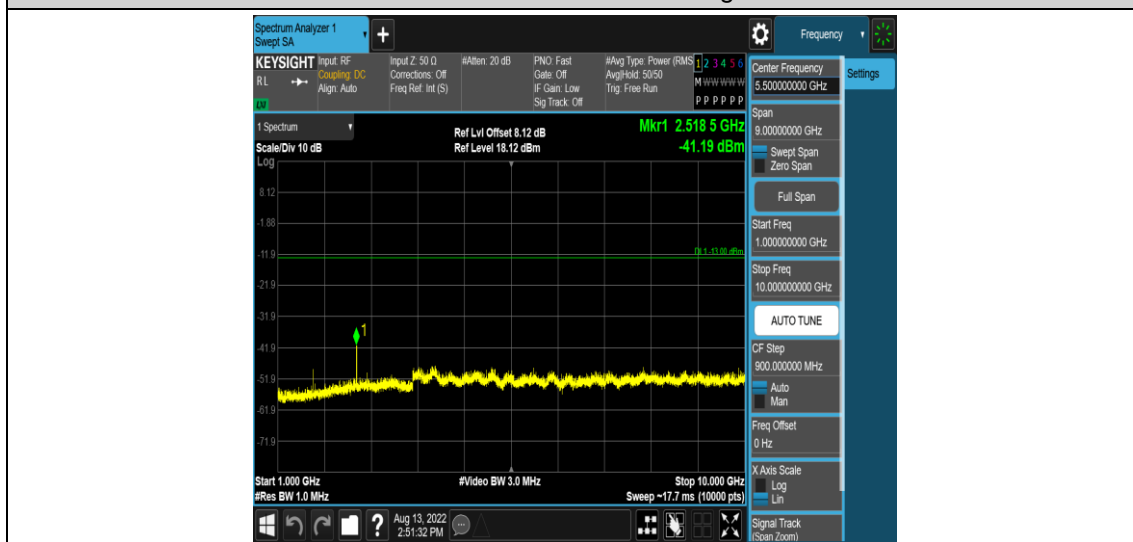 Spectrum Analyzer 1
Swept SA
Frequency
KEYSIGHT
RL
LXI
Input: RF
Coupling: DC
Align: Auto
Input Z: 50 Ω
Corrections: Off
Freq Ref: Int (S)
#Atten: 20 dB
PNO: Fast
Gate: Off
IF Gain: Low
Sig Track: Off
#Avg Type: Power (RMS
Avg|Hold: 50/50
Trig: Free Run
1 2 3 4 5 6
M W W W W W
P P P P P P
Center Frequency
5.500000000 GHz
Settings
Span
9.00000000 GHz
Swept Span
Zero Span
Full Span
Start Freq
1.000000000 GHz
Stop Freq
10.000000000 GHz
AUTO TUNE
CF Step
900.000000 MHz
Auto
Man
Freq Offset
0 Hz
X Axis Scale
Log
Lin
Signal Track
(Span Zoom)
1 Spectrum
Scale/Div 10 dB
Ref Lvl Offset 8.12 dB
Ref Level 18.12 dBm
Mkr1 2.518 5 GHz
-41.19 dBm
Log
8.12
-1.88
-11.9
DL1 -13.00 dBm
-21.9
-31.9
1
-41.9
-51.9
-61.9
-71.9
Start 1.000 GHz
#Video BW 3.0 MHz
Stop 10.000 GHz
#Res BW 1.0 MHz
Sweep ~17.7 ms (10000 pts)
?
Aug 13, 2022
2:51:32 PM